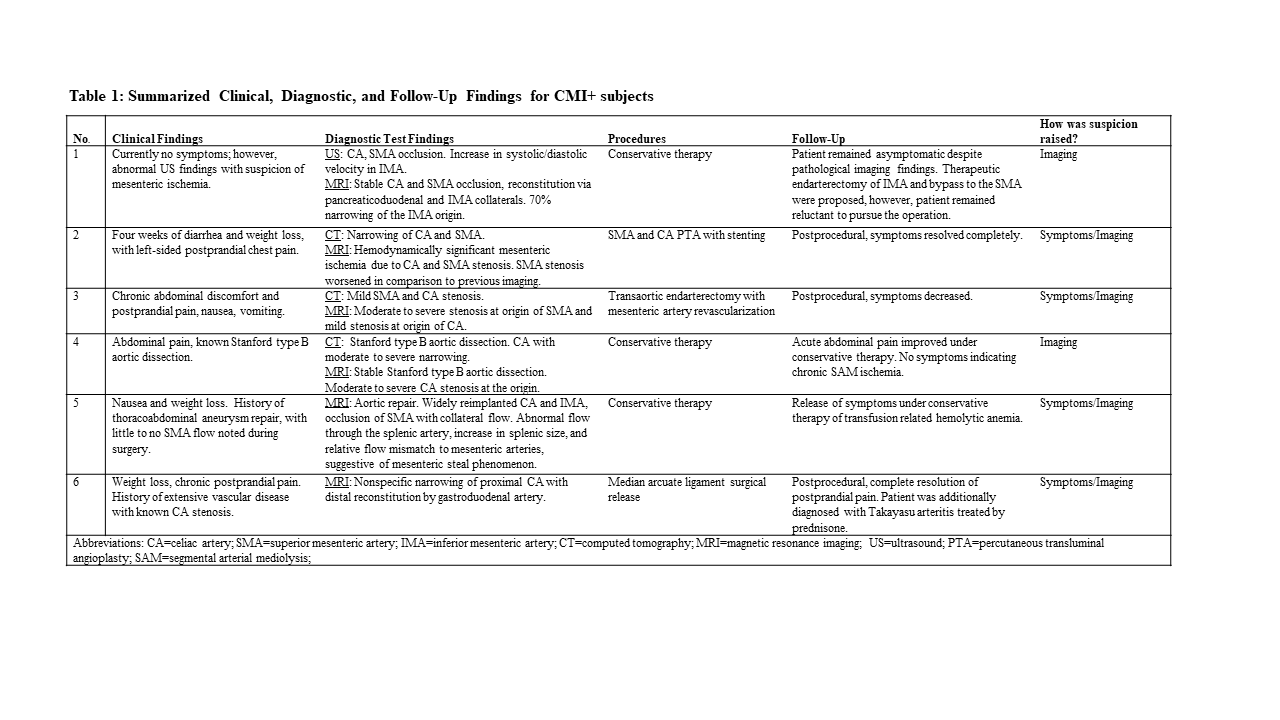 Table 1: Summarized Clinical, Diagnostic, and Follow-Up Findings for CMI+ subjects
No. Clinical Findings Diagnostic Test Findings Procedures Follow-Up How was suspicion raised?
1
Currently no symptoms; however,
abnormal US findings with suspicion of
mesenteric ischemia.
US: CA, SMA occlusion. Increase in systolic/diastolic
velocity in IMA.
MRI: Stable CA and SMA occlusion, reconstitution via
pancreaticoduodenal and IMA collaterals. 70%
narrowing of the IMA origin.
Conservative therapy
Patient remained asymptomatic despite
pathological imaging findings. Therapeutic
endarterectomy of IMA and bypass to the SMA
were proposed, however, patient remained
reluctant to pursue the operation.
Imaging
2
Four weeks of diarrhea and weight loss,
with left-sided postprandial chest pain.
CT: Narrowing of CA and SMA.
MRI: Hemodynamically significant mesenteric
ischemia due to CA and SMA stenosis. SMA stenosis
worsened in comparison to previous imaging.
SMA and CA PTA with stenting
Postprocedural, symptoms resolved completely.
Symptoms/Imaging
3
Chronic abdominal discomfort and
postprandial pain, nausea, vomiting.
CT: Mild SMA and CA stenosis.
MRI: Moderate to severe stenosis at origin of SMA and
mild stenosis at origin of CA.
Transaortic endarterectomy with
mesenteric artery revascularization
Postprocedural, symptoms decreased.
Symptoms/Imaging
4
Abdominal pain, known Stanford type B
aortic dissection.
CT: Stanford type B aortic dissection. CA with
moderate to severe narrowing.
MRI: Stable Stanford type B aortic dissection.
Moderate to severe CA stenosis at the origin.
Conservative therapy
Acute abdominal pain improved under
conservative therapy. No symptoms indicating
chronic SAM ischemia.
Imaging
5
Nausea and weight loss. History of
thoracoabdominal aneurysm repair, with
little to no SMA flow noted during
surgery.
MRI: Aortic repair. Widely reimplanted CA and IMA,
occlusion of SMA with collateral flow. Abnormal flow
through the splenic artery, increase in splenic size, and
relative flow mismatch to mesenteric arteries,
suggestive of mesenteric steal phenomenon.
Conservative therapy
Release of symptoms under conservative
therapy of transfusion related hemolytic anemia.
Symptoms/Imaging
6
Weight loss, chronic postprandial pain.
History of extensive vascular disease
with known CA stenosis.
MRI: Nonspecific narrowing of proximal CA with
distal reconstitution by gastroduodenal artery.
Median arcuate ligament surgical
release
Postprocedural, complete resolution of
postprandial pain. Patient was additionally
diagnosed with Takayasu arteritis treated by
prednisone.
Symptoms/Imaging
Abbreviations: CA=celiac artery; SMA=superior mesenteric artery; IMA=inferior mesenteric artery; CT=computed tomography; MRI=magnetic resonance imaging; US=ultrasound; PTA=percutaneous transluminal
angioplasty; SAM=segmental arterial mediolysis;